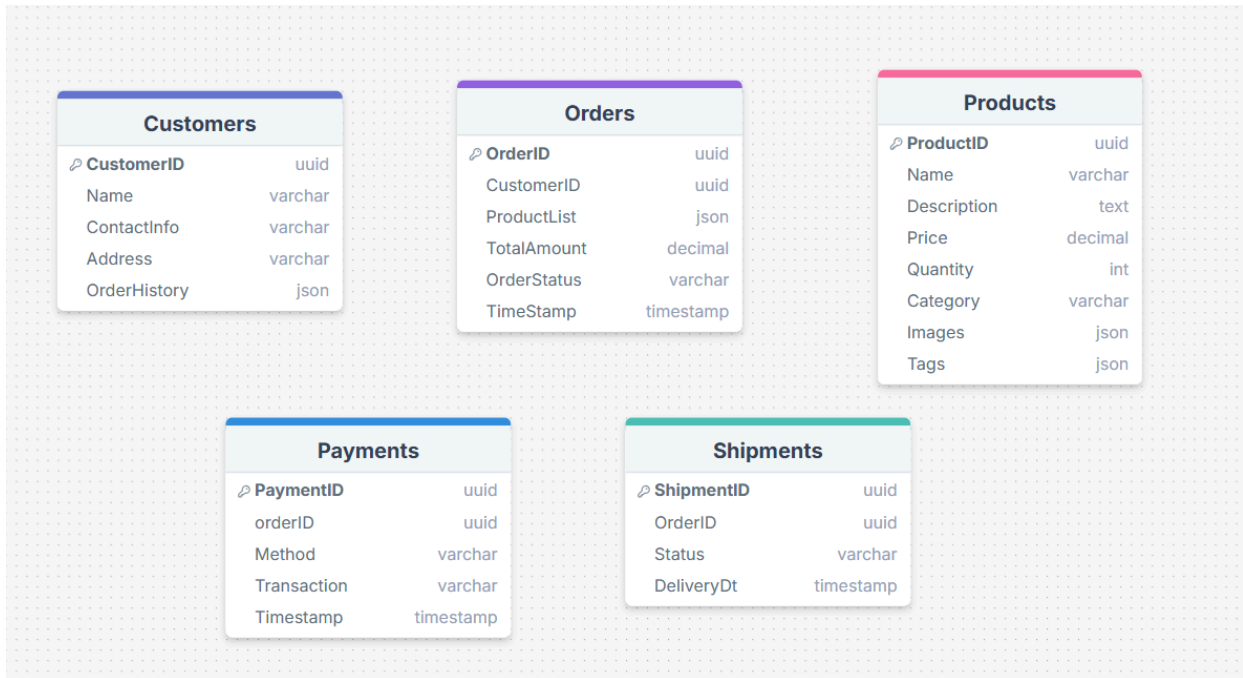 Customers
CustomerID uuid
Name varchar
ContactInfo varchar
Address varchar
OrderHistory json
Orders
OrderID uuid
CustomerID uuid
ProductList json
TotalAmount decimal
OrderStatus varchar
TimeStamp timestamp
Products
ProductID uuid
Name varchar
Description text
Price decimal
Quantity int
Category varchar
Images json
Tags json
Payments
PaymentID uuid
orderID uuid
Method varchar
Transaction varchar
Timestamp timestamp
Shipments
ShipmentID uuid
OrderID uuid
Status varchar
DeliveryDt timestamp